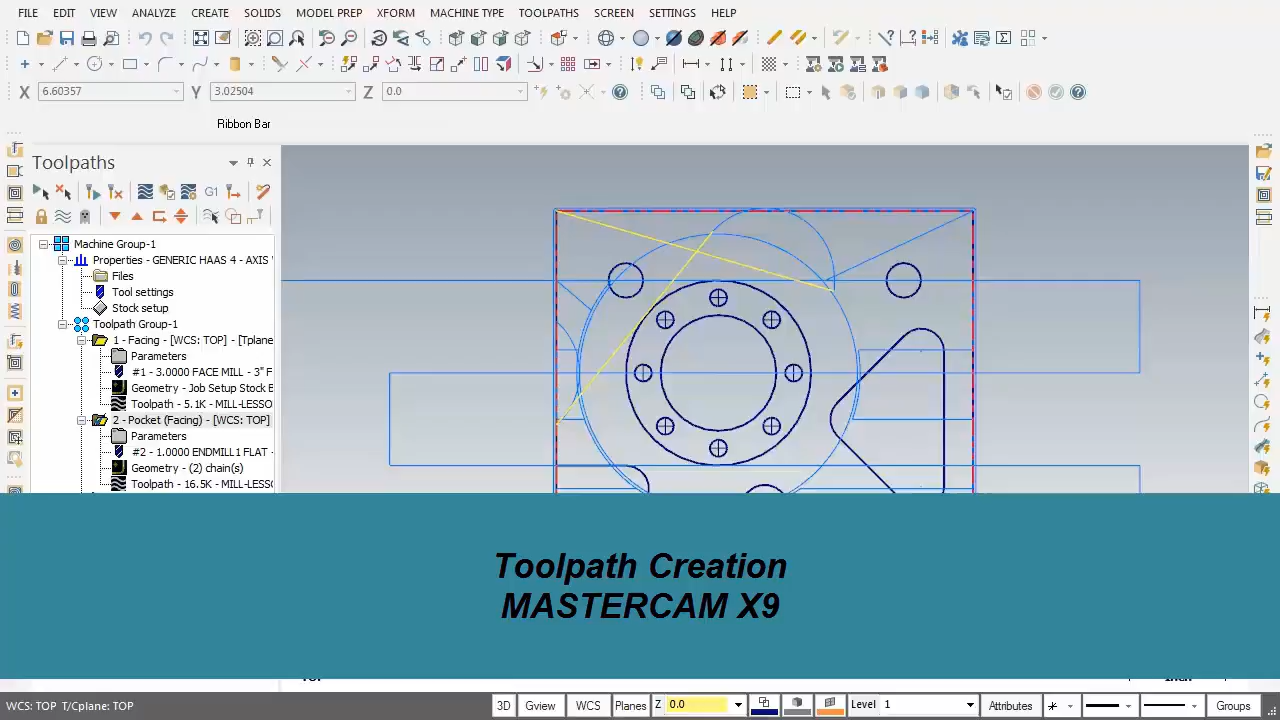 FILE EDIT VIEW ANALYZE CREATE SOLIDS MODEL PREP XFORM MACHINE TYPE TOOLPATHS SCREEN SETTINGS HELP
X 6.60357 Y 3.02504 Z 0.0
Ribbon Bar
Toolpaths
G1
Machine Group-1
Properties - GENERIC HAAS 4 - AXIS
Files
Tool settings
Stock setup
Toolpath Group-1
1 - Facing - [WCS: TOP] - [Tplane
Parameters
#1 - 3.0000 FACE MILL - 3" F
Geometry - Job Setup Stock B
Toolpath - 5.1K - MILL-LESSO
2 - Pocket (Facing) - [WCS: TOP]
Parameters
#2 - 1.0000 ENDMILL1 FLAT -
Geometry - (2) chain(s)
Toolpath - 16.5K - MILL-LESSO
Toolpath Creation
MASTERCAM X9
WCS: TOP T/Cplane: TOP 3D Gview WCS Planes Z 0.0 Level 1 Attributes Groups